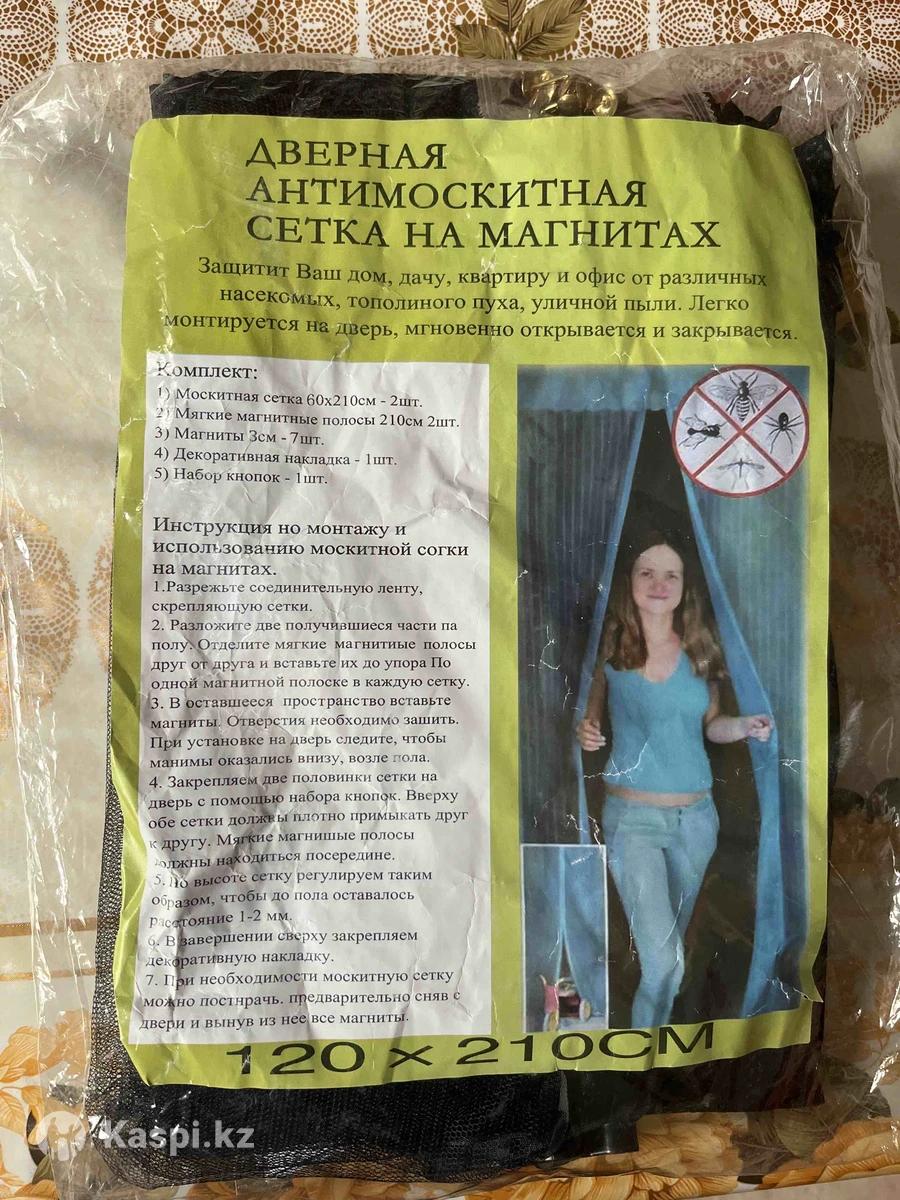 ДВЕРНАЯ
АНТИМОСКИТНАЯ
СЕТКА НА МАГНИТАХ
Защитит Ваш дом, дачу, квартиру и офис от различных
насекомых, тополиного пуха, уличной пыли. Легко
монтируется на дверь, мгновенно открывается и закрывается.
Комплект:
1) Москитная сетка 60х210см - 2шт.
2) Мягкие магнитные полосы 210см 2шт.
3) Магниты 3см - 7шт.
4) Декоративная накладка - 1шт.
5) Набор кнопок - 1шт.
Инструкция но монтажу и
использованию москитной согки
на магнитах.
1.Разрежьте соединительную ленту,
скрепляющую сетки.
2. Разложите две получившиеся части па
полу. Отделите мягкие магнитиые полосы
друг от друга и вставьте их до упора По
одной магнитной полоске в каждую сетку.
3. В оставшееся пространство вставьте
магниты. Отверстия необходимо зашить.
При установке на дверь следите, чтобы
манимы оказались внизу, возле пола.
4. Закрепляем две половинки сетки на
дверь с помощью набора кнопок. Вверху
обе сетки должвы плотно примыкать друг
к другу. Мягкие магнишые полосы
должны находиться посередине.
5. По высоте сетку регулируем таким
образом, чтобы до пола оставалось
расстояние 1-2 мм.
6. В завершении сверху закрепляем
декоративную накладку.
7. При необходимости москитную сетку
можно постнрачь. предварительно сняв с
двери и вынув из нее все магниты.
120 x 210СМ
Kaspi.kz